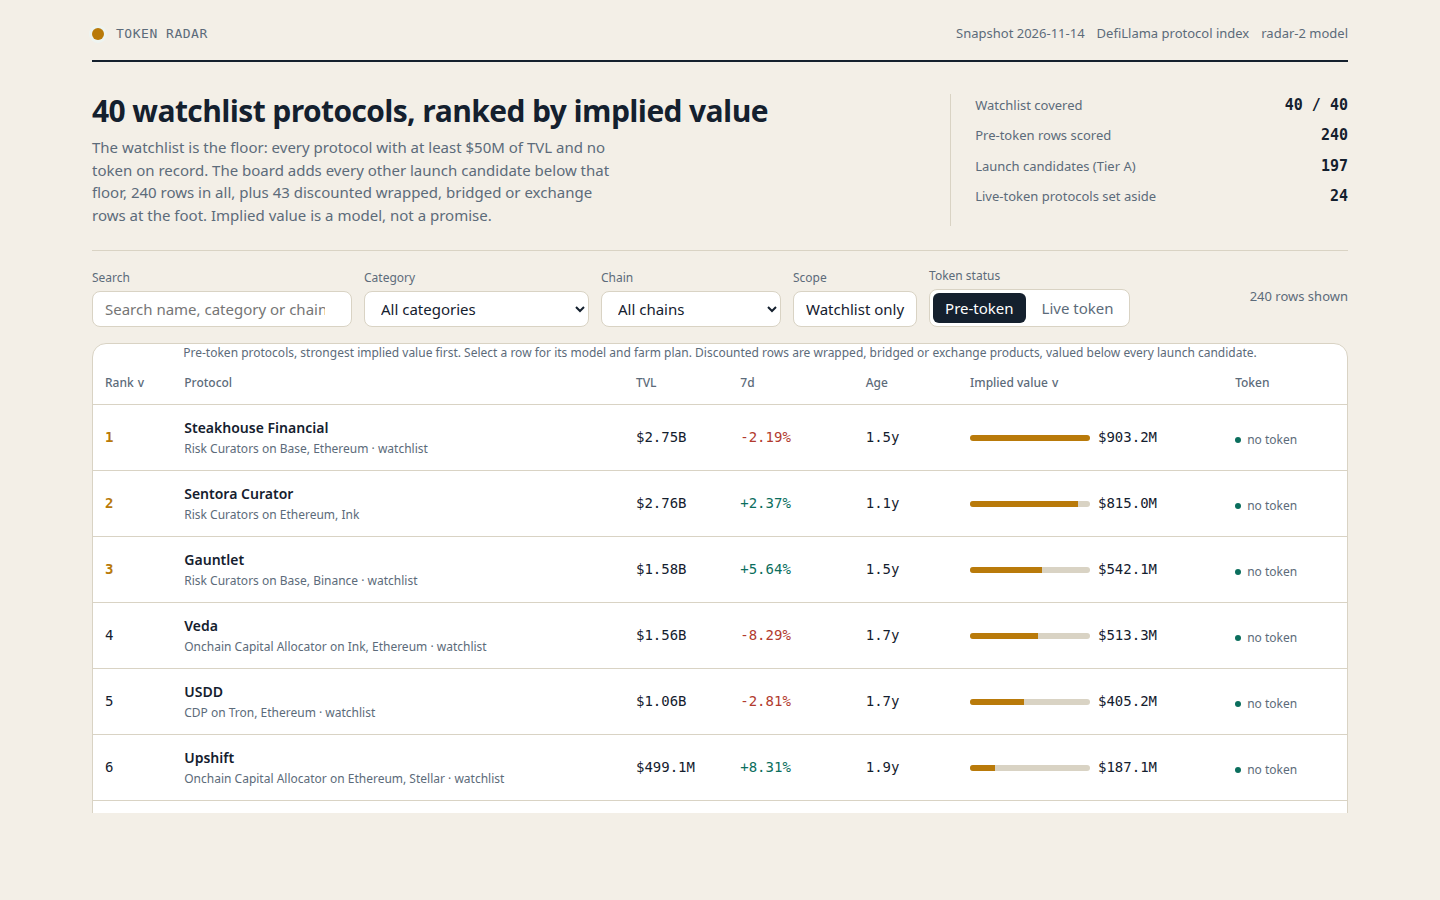 TOKEN RADAR
Snapshot 2026-11-14 DefiLlama protocol index radar-2 model
40 watchlist protocols, ranked by implied value
The watchlist is the floor: every protocol with at least $50M of TVL and no
token on record. The board adds every other launch candidate below that
floor, 240 rows in all, plus 43 discounted wrapped, bridged or exchange
rows at the foot. Implied value is a model, not a promise.
Watchlist covered 40 / 40
Pre-token rows scored 240
Launch candidates (Tier A) 197
Live-token protocols set aside 24
Search Category Chain Scope Token status
Search name, category or chain All categories All chains Watchlist only Pre-token Live token 240 rows shown
Pre-token protocols, strongest implied value first. Select a row for its model and farm plan. Discounted rows are wrapped, bridged or exchange products, valued below every launch candidate.
Rank v Protocol TVL 7d Age Implied value v Token
1 Steakhouse Financial $2.75B -2.19% 1.5y $903.2M no token
Risk Curators on Base, Ethereum · watchlist
2 Sentora Curator $2.76B +2.37% 1.1y $815.0M no token
Risk Curators on Ethereum, Ink
3 Gauntlet $1.58B +5.64% 1.5y $542.1M no token
Risk Curators on Base, Binance · watchlist
4 Veda $1.56B -8.29% 1.7y $513.3M no token
Onchain Capital Allocator on Ink, Ethereum · watchlist
5 USDD $1.06B -2.81% 1.7y $405.2M no token
CDP on Tron, Ethereum · watchlist
6 Upshift $499.1M +8.31% 1.9y $187.1M no token
Onchain Capital Allocator on Ethereum, Stellar · watchlist